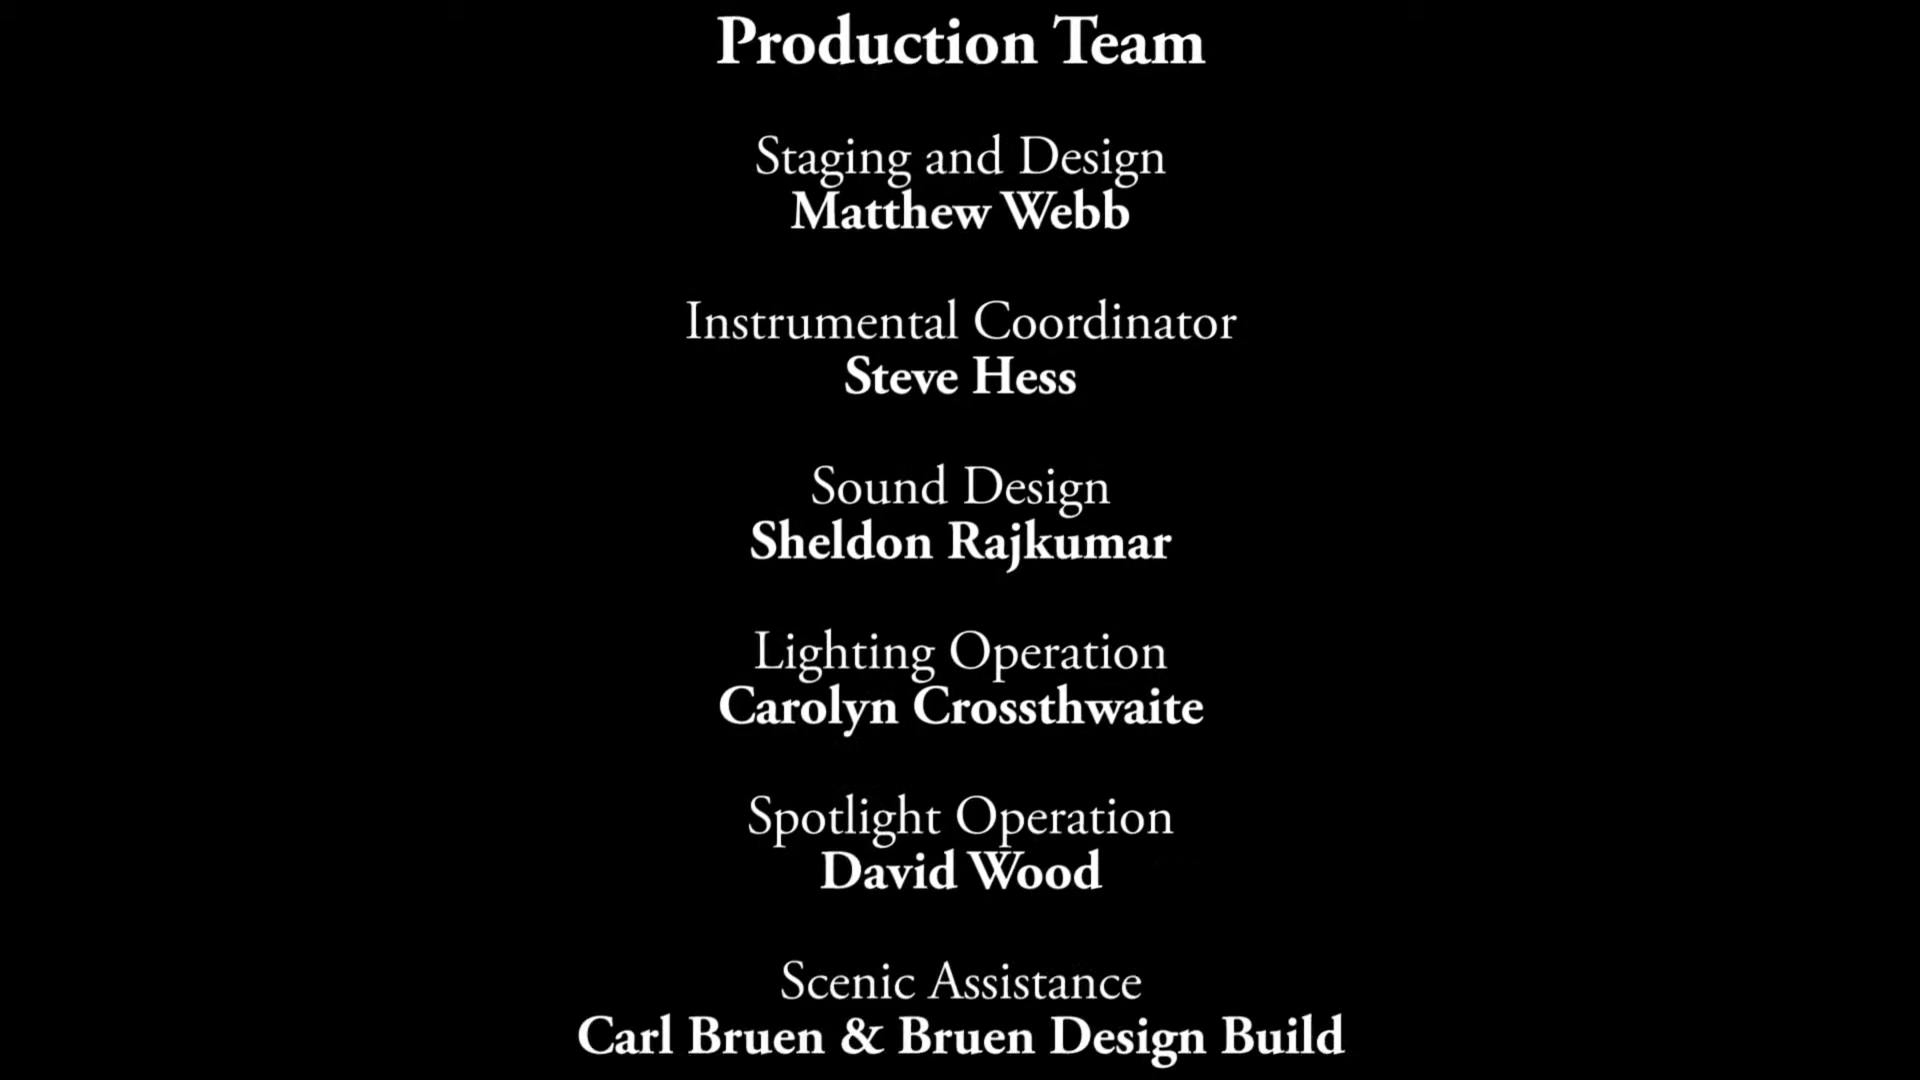 Production Team
Staging and Design
Matthew Webb
Instrumental Coordinator
Steve Hess
Sound Design
Sheldon Rajkumar
Lighting Operation
Carolyn Crossthwaite
Spotlight Operation
David Wood
Scenic Assistance
Carl Bruen & Bruen Design Build